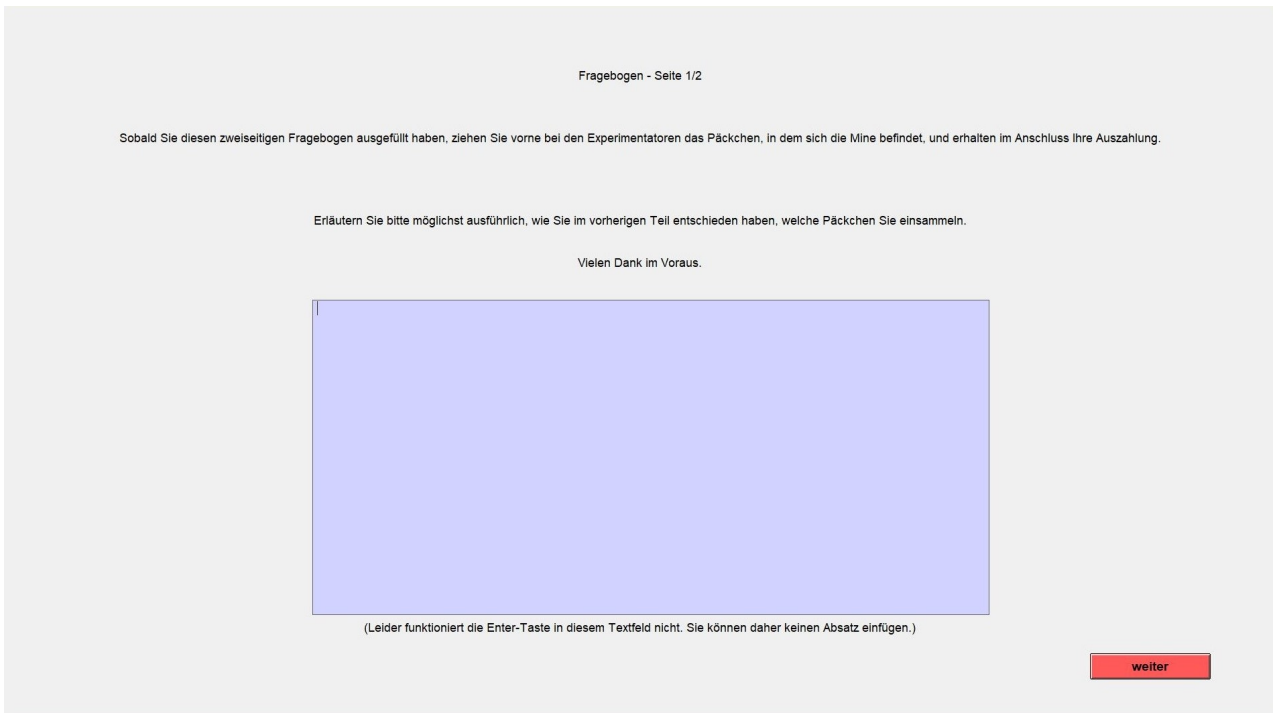 Fragebogen - Seite 1/2
Sobald Sie diesen zweiseitigen Fragebogen ausgefüllt haben, ziehen Sie vorne bei den Experimentatoren das Päckchen, in dem sich die Mine befindet, und erhalten im Anschluss Ihre Auszahlung.
Erläutern Sie bitte möglichst ausführlich, wie Sie im vorherigen Teil entschieden haben, welche Päckchen Sie einsammeln.
Vielen Dank im Voraus.
(Leider funktioniert die Enter-Taste in diesem Textfeld nicht. Sie können daher keinen Absatz einfügen.)
weiter